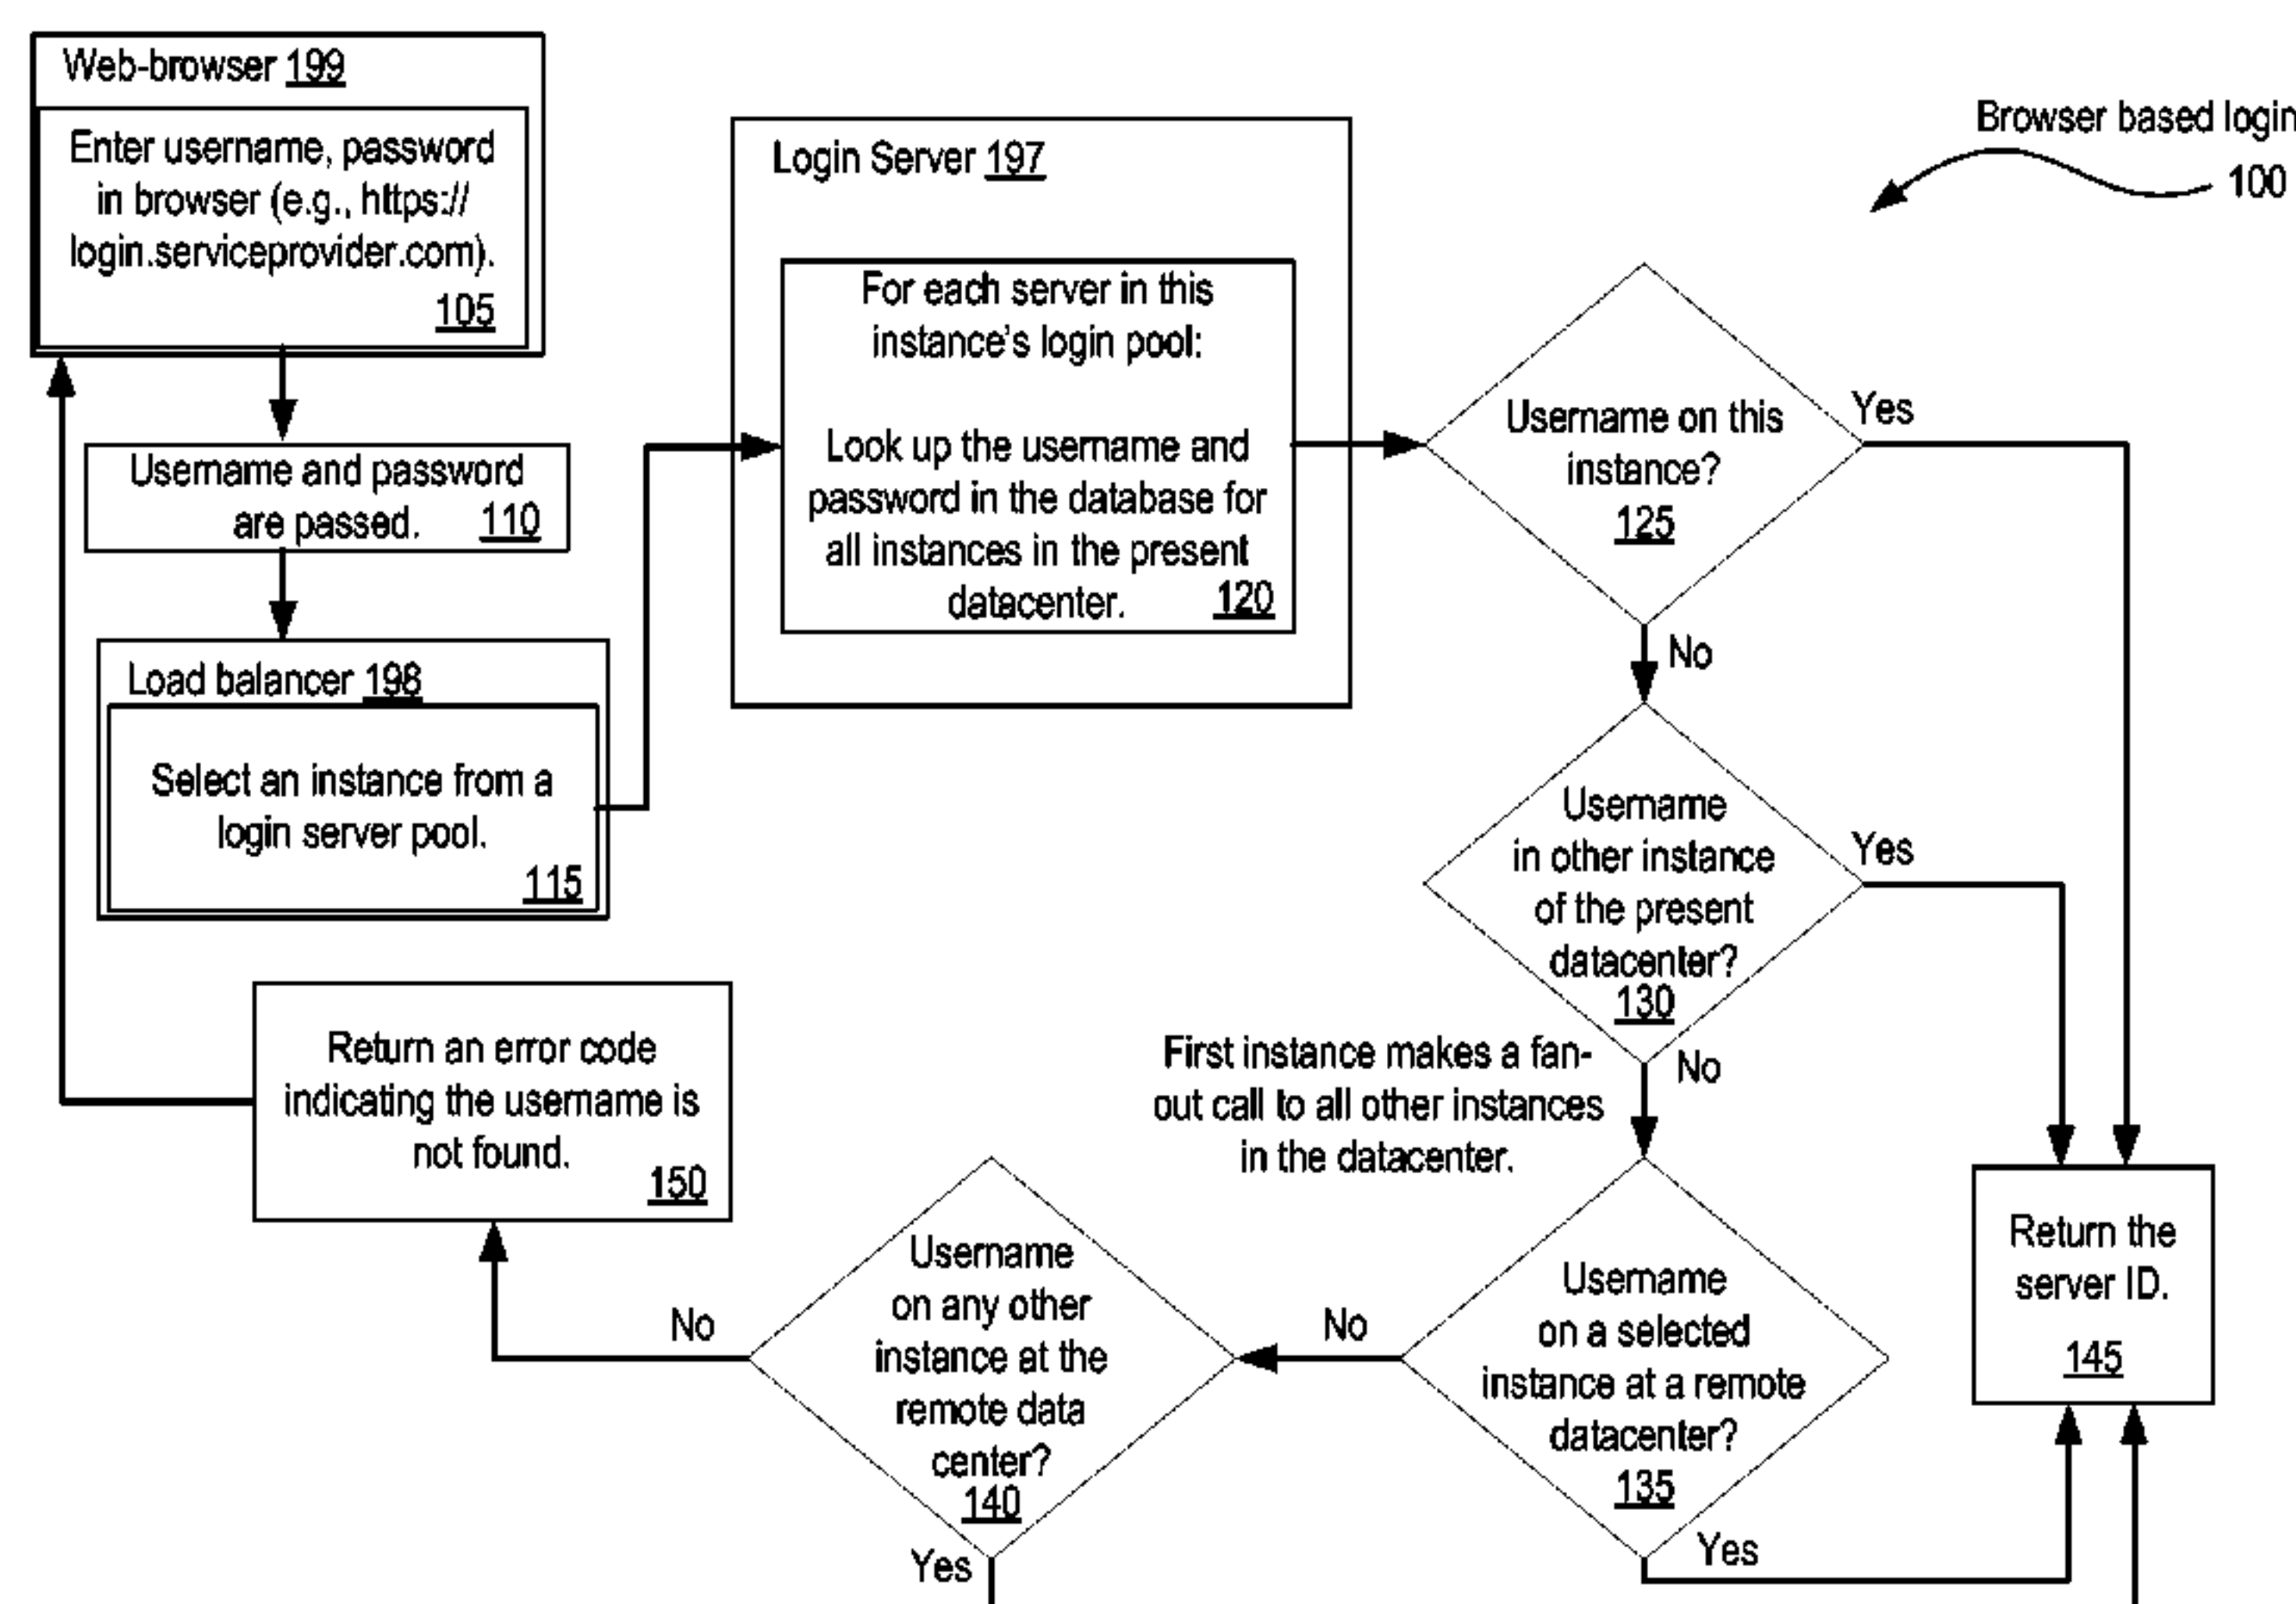 Web-browser 199
Enter username, password
in browser (e.g., https://
login.serviceprovider.com).
105
Username and password
are passed. 110
Load balancer 198
Select an instance from a
login server pool.
115
Login Server 197
For each server in this
instance's login pool:
Look up the username and
password in the database for
all instances in the present
datacenter. 120
Browser based login
100
Username on this
instance?
125
Yes
No
Username
in other instance
of the present
datacenter?
130
Yes
No
First instance makes a fan-
out call to all other instances
in the datacenter.
Username
on a selected
instance at a remote
datacenter?
135
Yes
No
Username
on any other
instance at the
remote data
center?
140
Yes
No
Return the
server ID.
145
Return an error code
indicating the username is
not found.
150